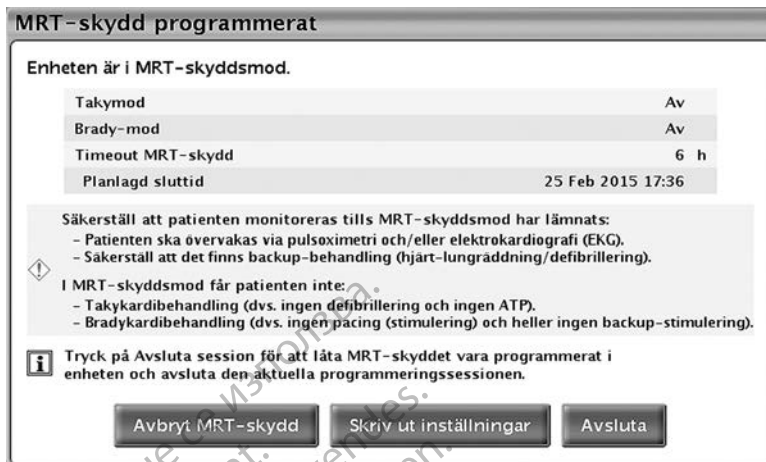 MRT-skydd programmerat
Enheten är i MRT-skyddsmod.
Takymod Av
Brady-mod Av
Timeout MRT-skydd 6 h
Planlagd sluttid 25 Feb 2015 17:36
Säkerställ att patienten monitoreras tills MRT-skyddsmod har lämnats:
- Patienten ska övervakas via pulsoximetri och/eller elektrokardiografi (EKG).
- Säkerställ att det finns backup-behandling (hjärt-lungräddning/defibrillering).
I MRT-skyddsmod får patienten inte:
- Takykardibehandling (dvs. ingen defibrillering och ingen ATP).
- Bradykardibehandling (dvs. ingen pacing (stimulering) och heller ingen backup-stimulering).
Tryck på Avsluta session för att låta MRT-skyddet vara programmerat i
enheten och avsluta den aktuella programmeringssessionen.
Avbryt MRT-skydd Skriv ut inställningar Avsluta